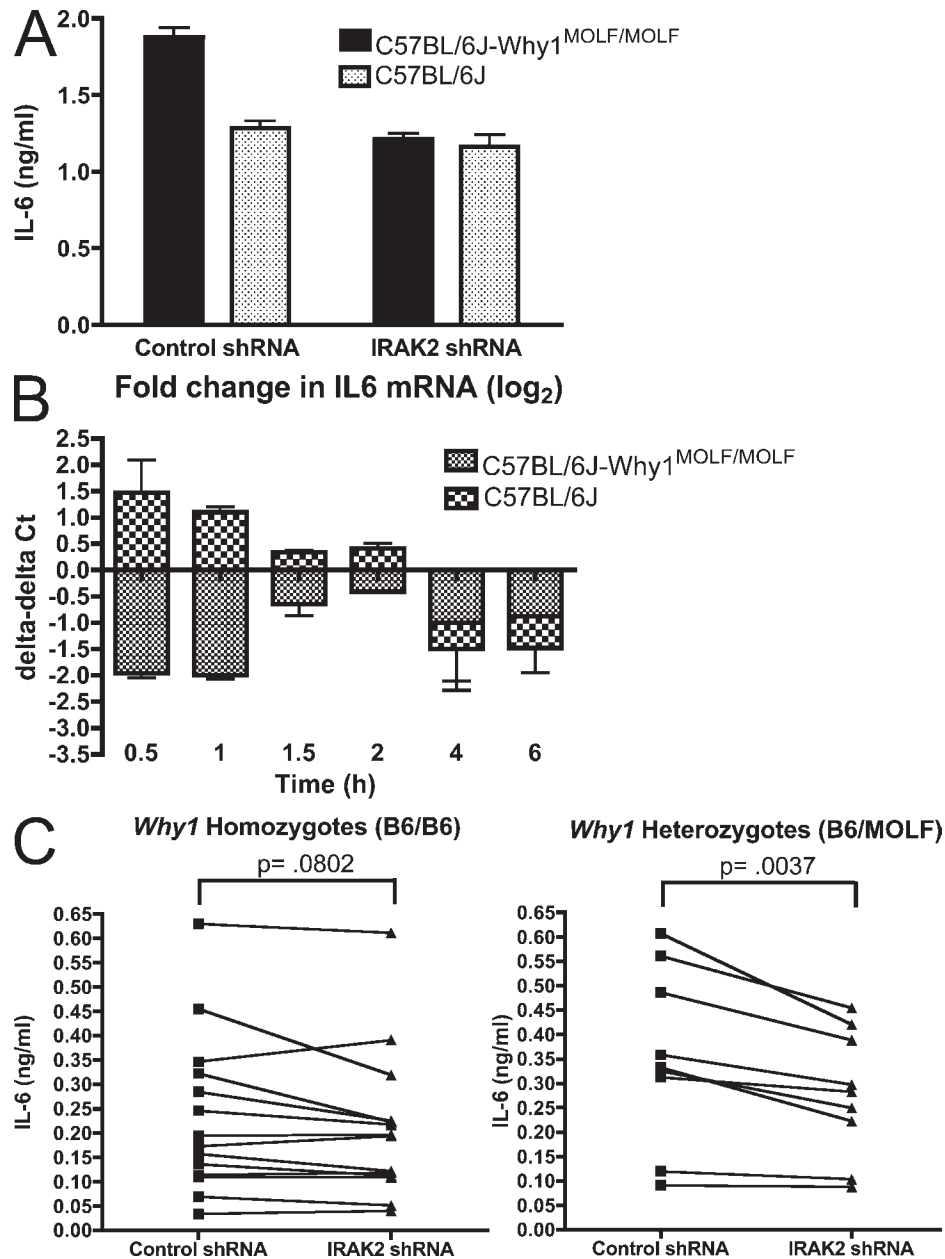 A
2.0
1.5
1.0
0.5
0.0
IL-6 (ng/ml)
C57BL/6J-Why1MOLF/MOLF
C57BL/6J
Control shRNA
IRAK2 shRNA
B
Fold change in IL6 mRNA (log2)
2.5
2.0
1.5
1.0
0.5
0.0
-0.5
-1.0
-1.5
-2.0
-2.5
-3.0
-3.5
delta-delta Ct
C57BL/6J-Why1MOLF/MOLF
C57BL/6J
0.5 1 1.5 2 4 6
Time (h)
C
Why1 Homozygotes (B6/B6)
p= .0802
0.65
0.60
0.55
0.50
0.45
0.40
0.35
0.30
0.25
0.20
0.15
0.10
0.05
0.00
IL-6 (ng/ml)
Control shRNA
IRAK2 shRNA
Why1 Heterozygotes (B6/MOLF)
p= .0037
0.65
0.60
0.55
0.50
0.45
0.40
0.35
0.30
0.25
0.20
0.15
0.10
0.05
0.00
IL-6 (ng/ml)
Control shRNA
IRAK2 shRNA